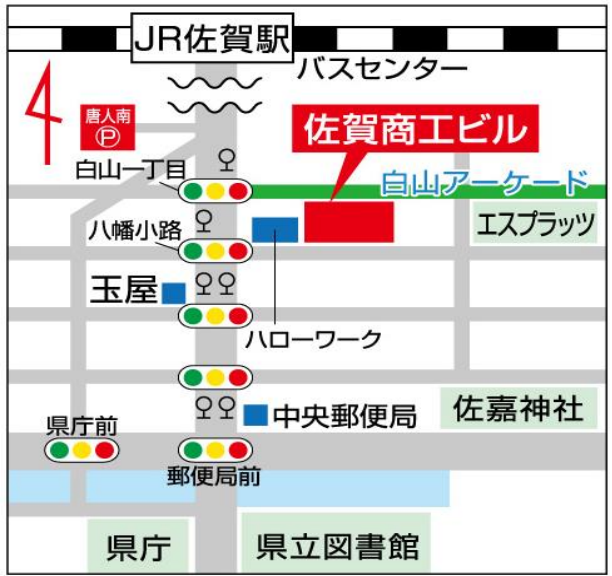 JR佐賀駅
バスセンター
唐人南
P
佐賀商工ビル
白山一丁目
白山アーケード
エスプラッツ
八幡小路
玉屋
ハローワーク
中央郵便局
佐嘉神社
県庁前
郵便局前
県庁
県立図書館